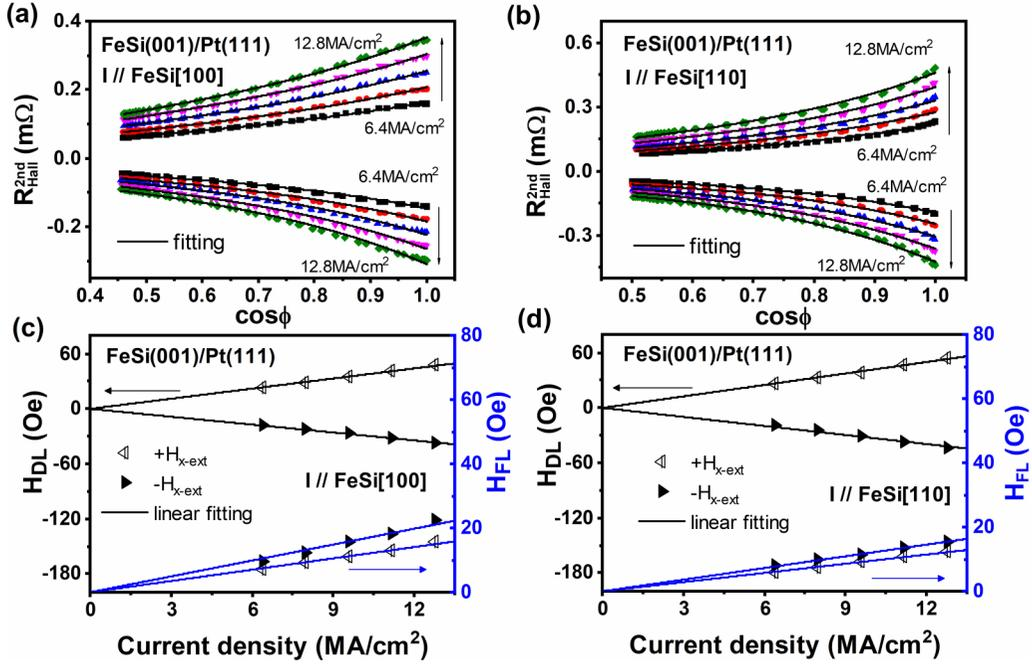 (a)
0.4
0.2
0.0
-0.2
R2nd Hall (mΩ)
FeSi(001)/Pt(111)
I // FeSi[100]
12.8MA/cm2
6.4MA/cm2
6.4MA/cm2
fitting
12.8MA/cm2
0.4 0.5 0.6 0.7 0.8 0.9 1.0
cosϕ
(b)
0.6
0.3
0.0
-0.3
R2nd Hall (mΩ)
FeSi(001)/Pt(111)
I // FeSi[110]
12.8MA/cm2
6.4MA/cm2
6.4MA/cm2
fitting
12.8MA/cm2
0.5 0.6 0.7 0.8 0.9 1.0
cosϕ
(c)
60
0
-60
-120
-180
HDL (Oe)
FeSi(001)/Pt(111)
+Hx-ext
-Hx-ext
linear fitting
I // FeSi[100]
80
60
40
20
0
HFL (Oe)
0 3 6 9 12
Current density (MA/cm2)
(d)
60
0
-60
-120
-180
HDL (Oe)
FeSi(001)/Pt(111)
+Hx-ext
-Hx-ext
linear fitting
I // FeSi[110]
80
60
40
20
0
HFL (Oe)
0 3 6 9 12
Current density (MA/cm2)